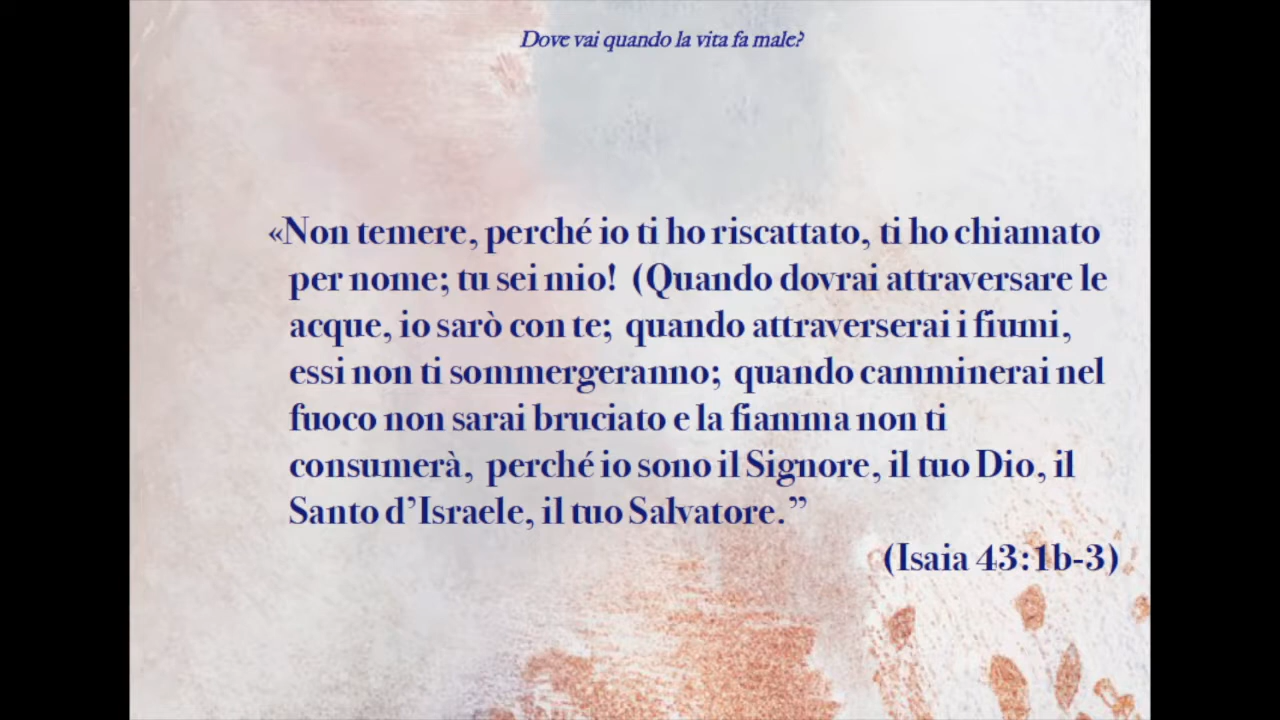 Dove vai quando la vita fa male?
«Non temere, perché io ti ho riscattato, ti ho chiamato
per nome; tu sei mio! (Quando dovrai attraversare le
acque, io sarò con te; quando attraverserai i fiumi,
essi non ti sommergeranno; quando camminerai nel
fuoco non sarai bruciato e la fiamma non ti
consumerà, perché io sono il Signore, il tuo Dio, il
Santo d’Israele, il tuo Salvatore.”
(Isaia 43:1b-3)